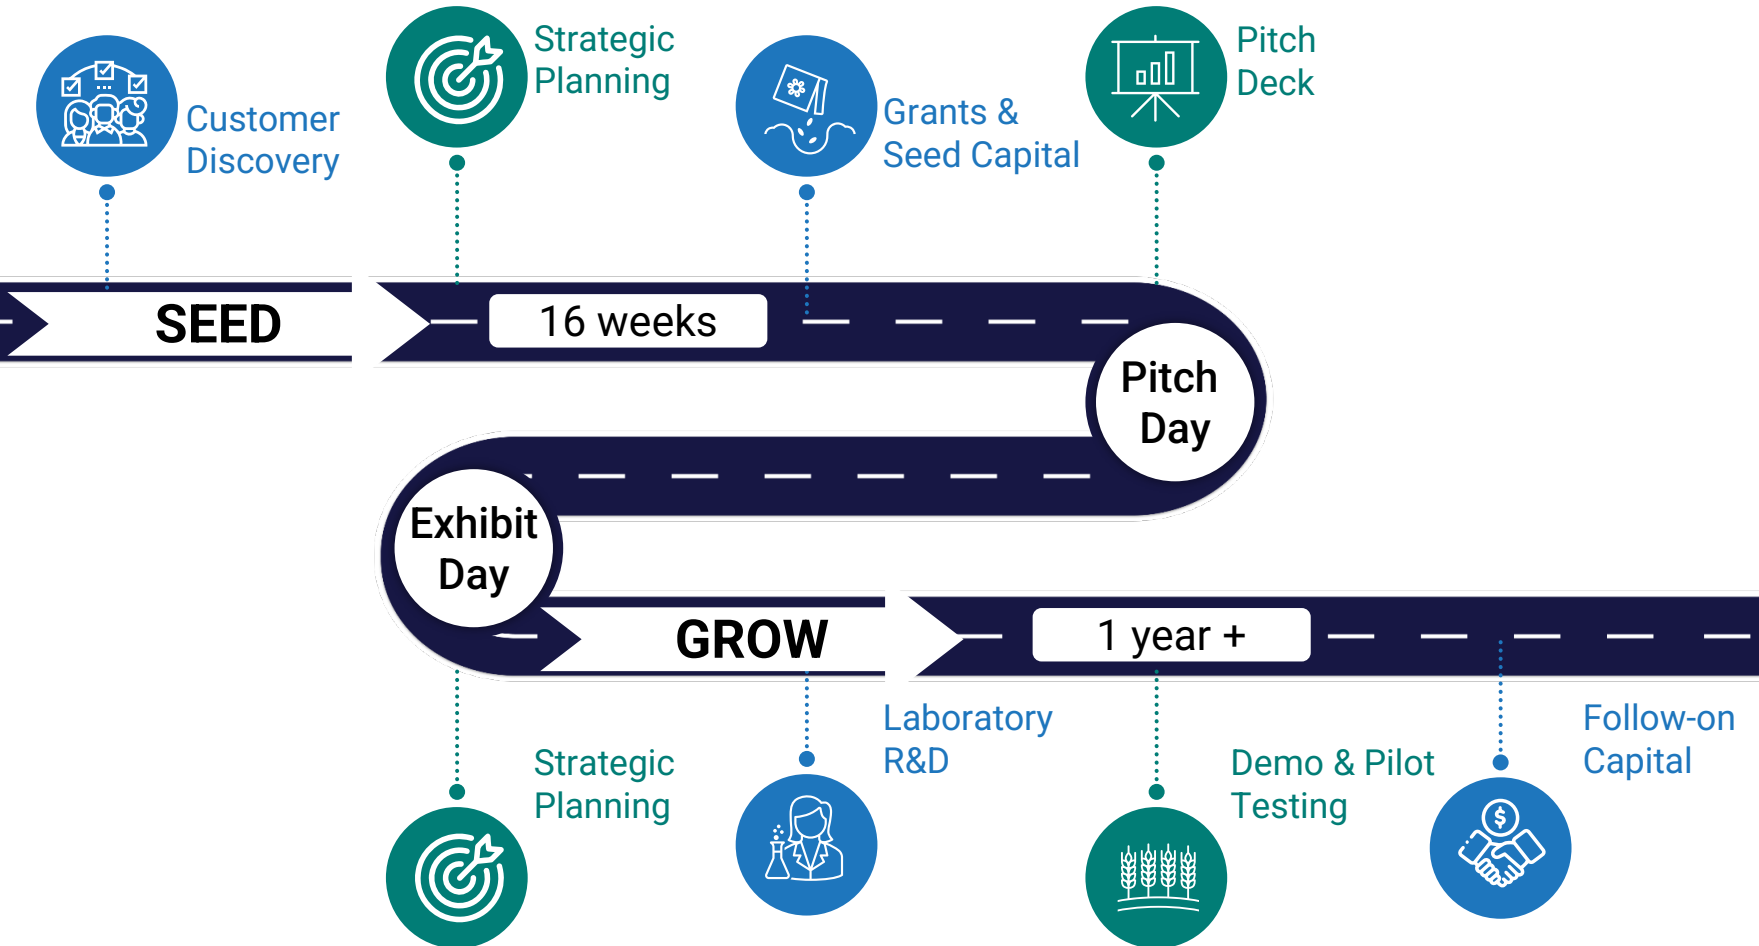 Customer
Discovery
Strategic
Planning
Grants &
Seed Capital
Pitch
Deck
SEED
16 weeks
Pitch
Day
Exhibit
Day
GROW
1 year +
Strategic
Planning
Laboratory
R&D
Demo & Pilot
Testing
$
Follow-on
Capital